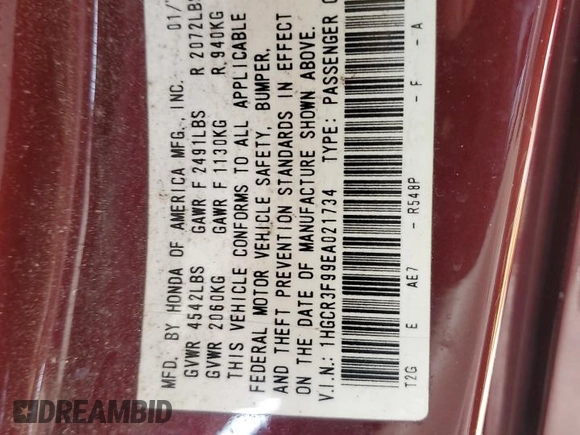 MFD. BY HONDA OF AMERICA MFG., INC. 01/
GVWR 4542LBS GAWR F 2491LBS R 2072LBS
GVWR 2060KG GAWR F 1130KG R 940KG
THIS VEHICLE CONFORMS TO ALL APPLICABLE
FEDERAL MOTOR VEHICLE SAFETY, BUMPER,
AND THEFT PREVENTION STANDARDS IN EFFECT
ON THE DATE OF MANUFACTURE SHOWN ABOVE.
V.I.N.: 1HGCR3F99EA021734 TYPE: PASSENGER
T2G E AE7 - R548P - F - A
DREAMBID